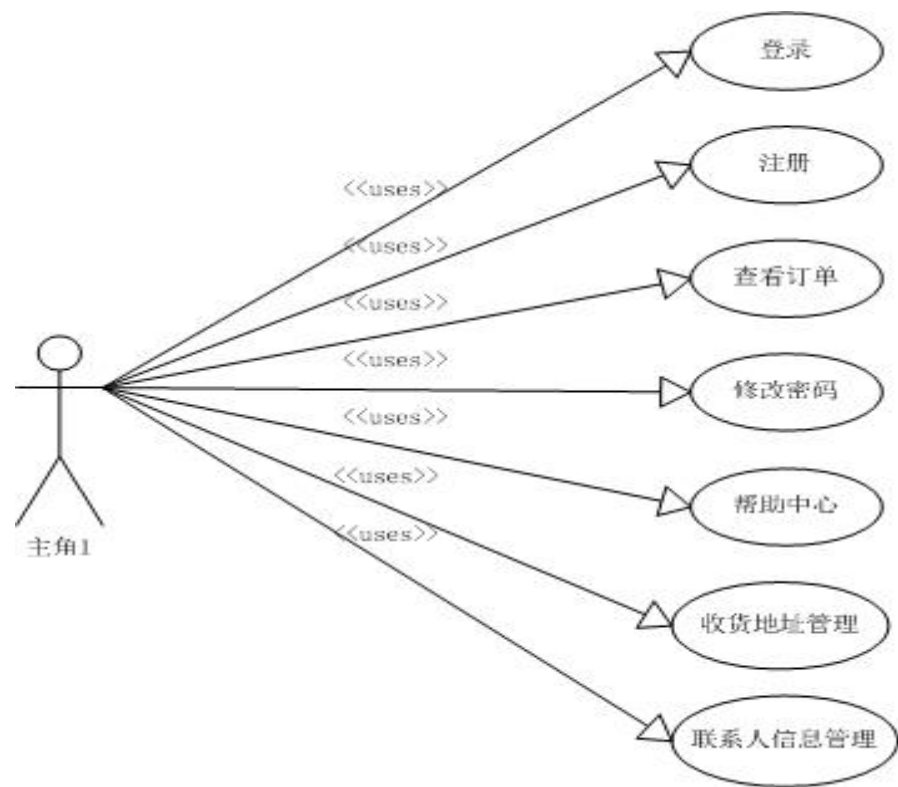 登录
注册
<<uses>>
<<uses>>
查看订单
<<uses>>
<<uses>>
修改密码
<<uses>>
<<uses>>
帮助中心
<<uses>>
主角1
收货地址管理
联系人信息管理